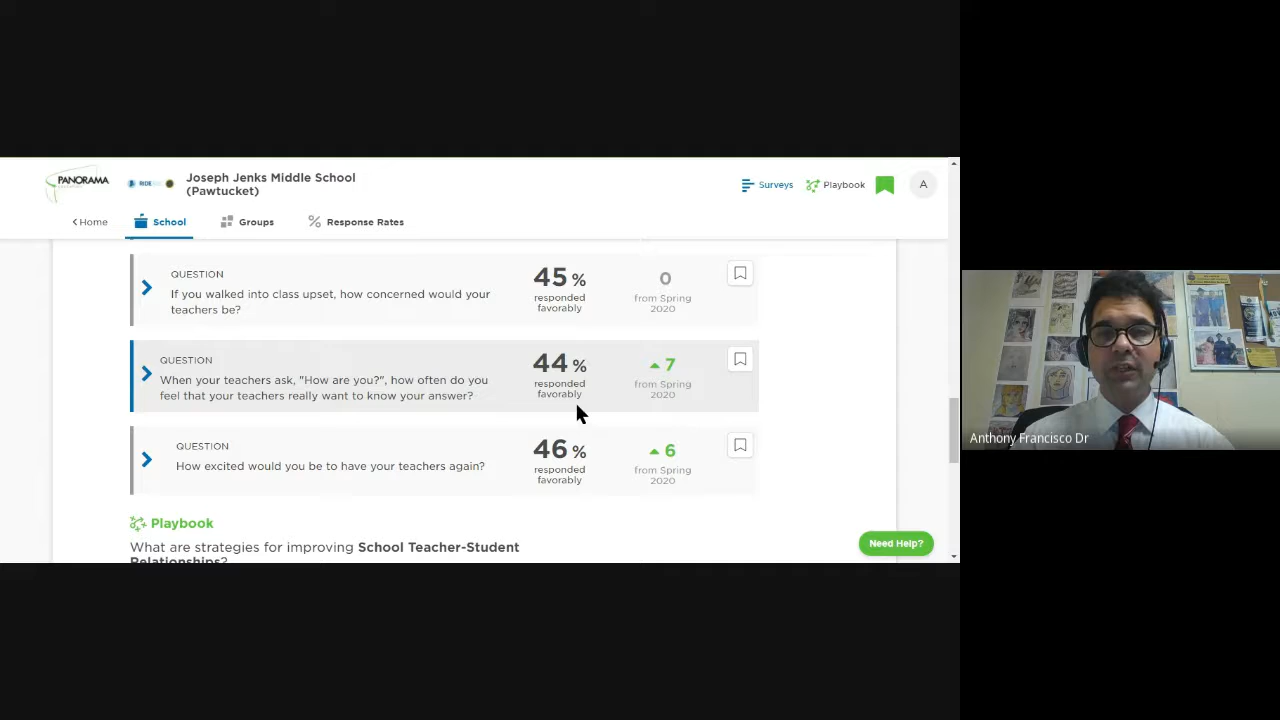 PANORAMA
RIDE
Joseph Jenks Middle School
(Pawtucket)
Surveys
Playbook
A
Home
School
Groups
Response Rates
QUESTION
If you walked into class upset, how concerned would your
teachers be?
45 %
responded
favorably
0
from Spring
2020
QUESTION
When your teachers ask, "How are you?", how often do you
feel that your teachers really want to know your answer?
44 %
responded
favorably
7
from Spring
2020
QUESTION
How excited would you be to have your teachers again?
46 %
responded
favorably
6
from Spring
2020
Playbook
What are strategies for improving School Teacher-Student
Relationships?
Need Help?
Anthony Francisco Dr